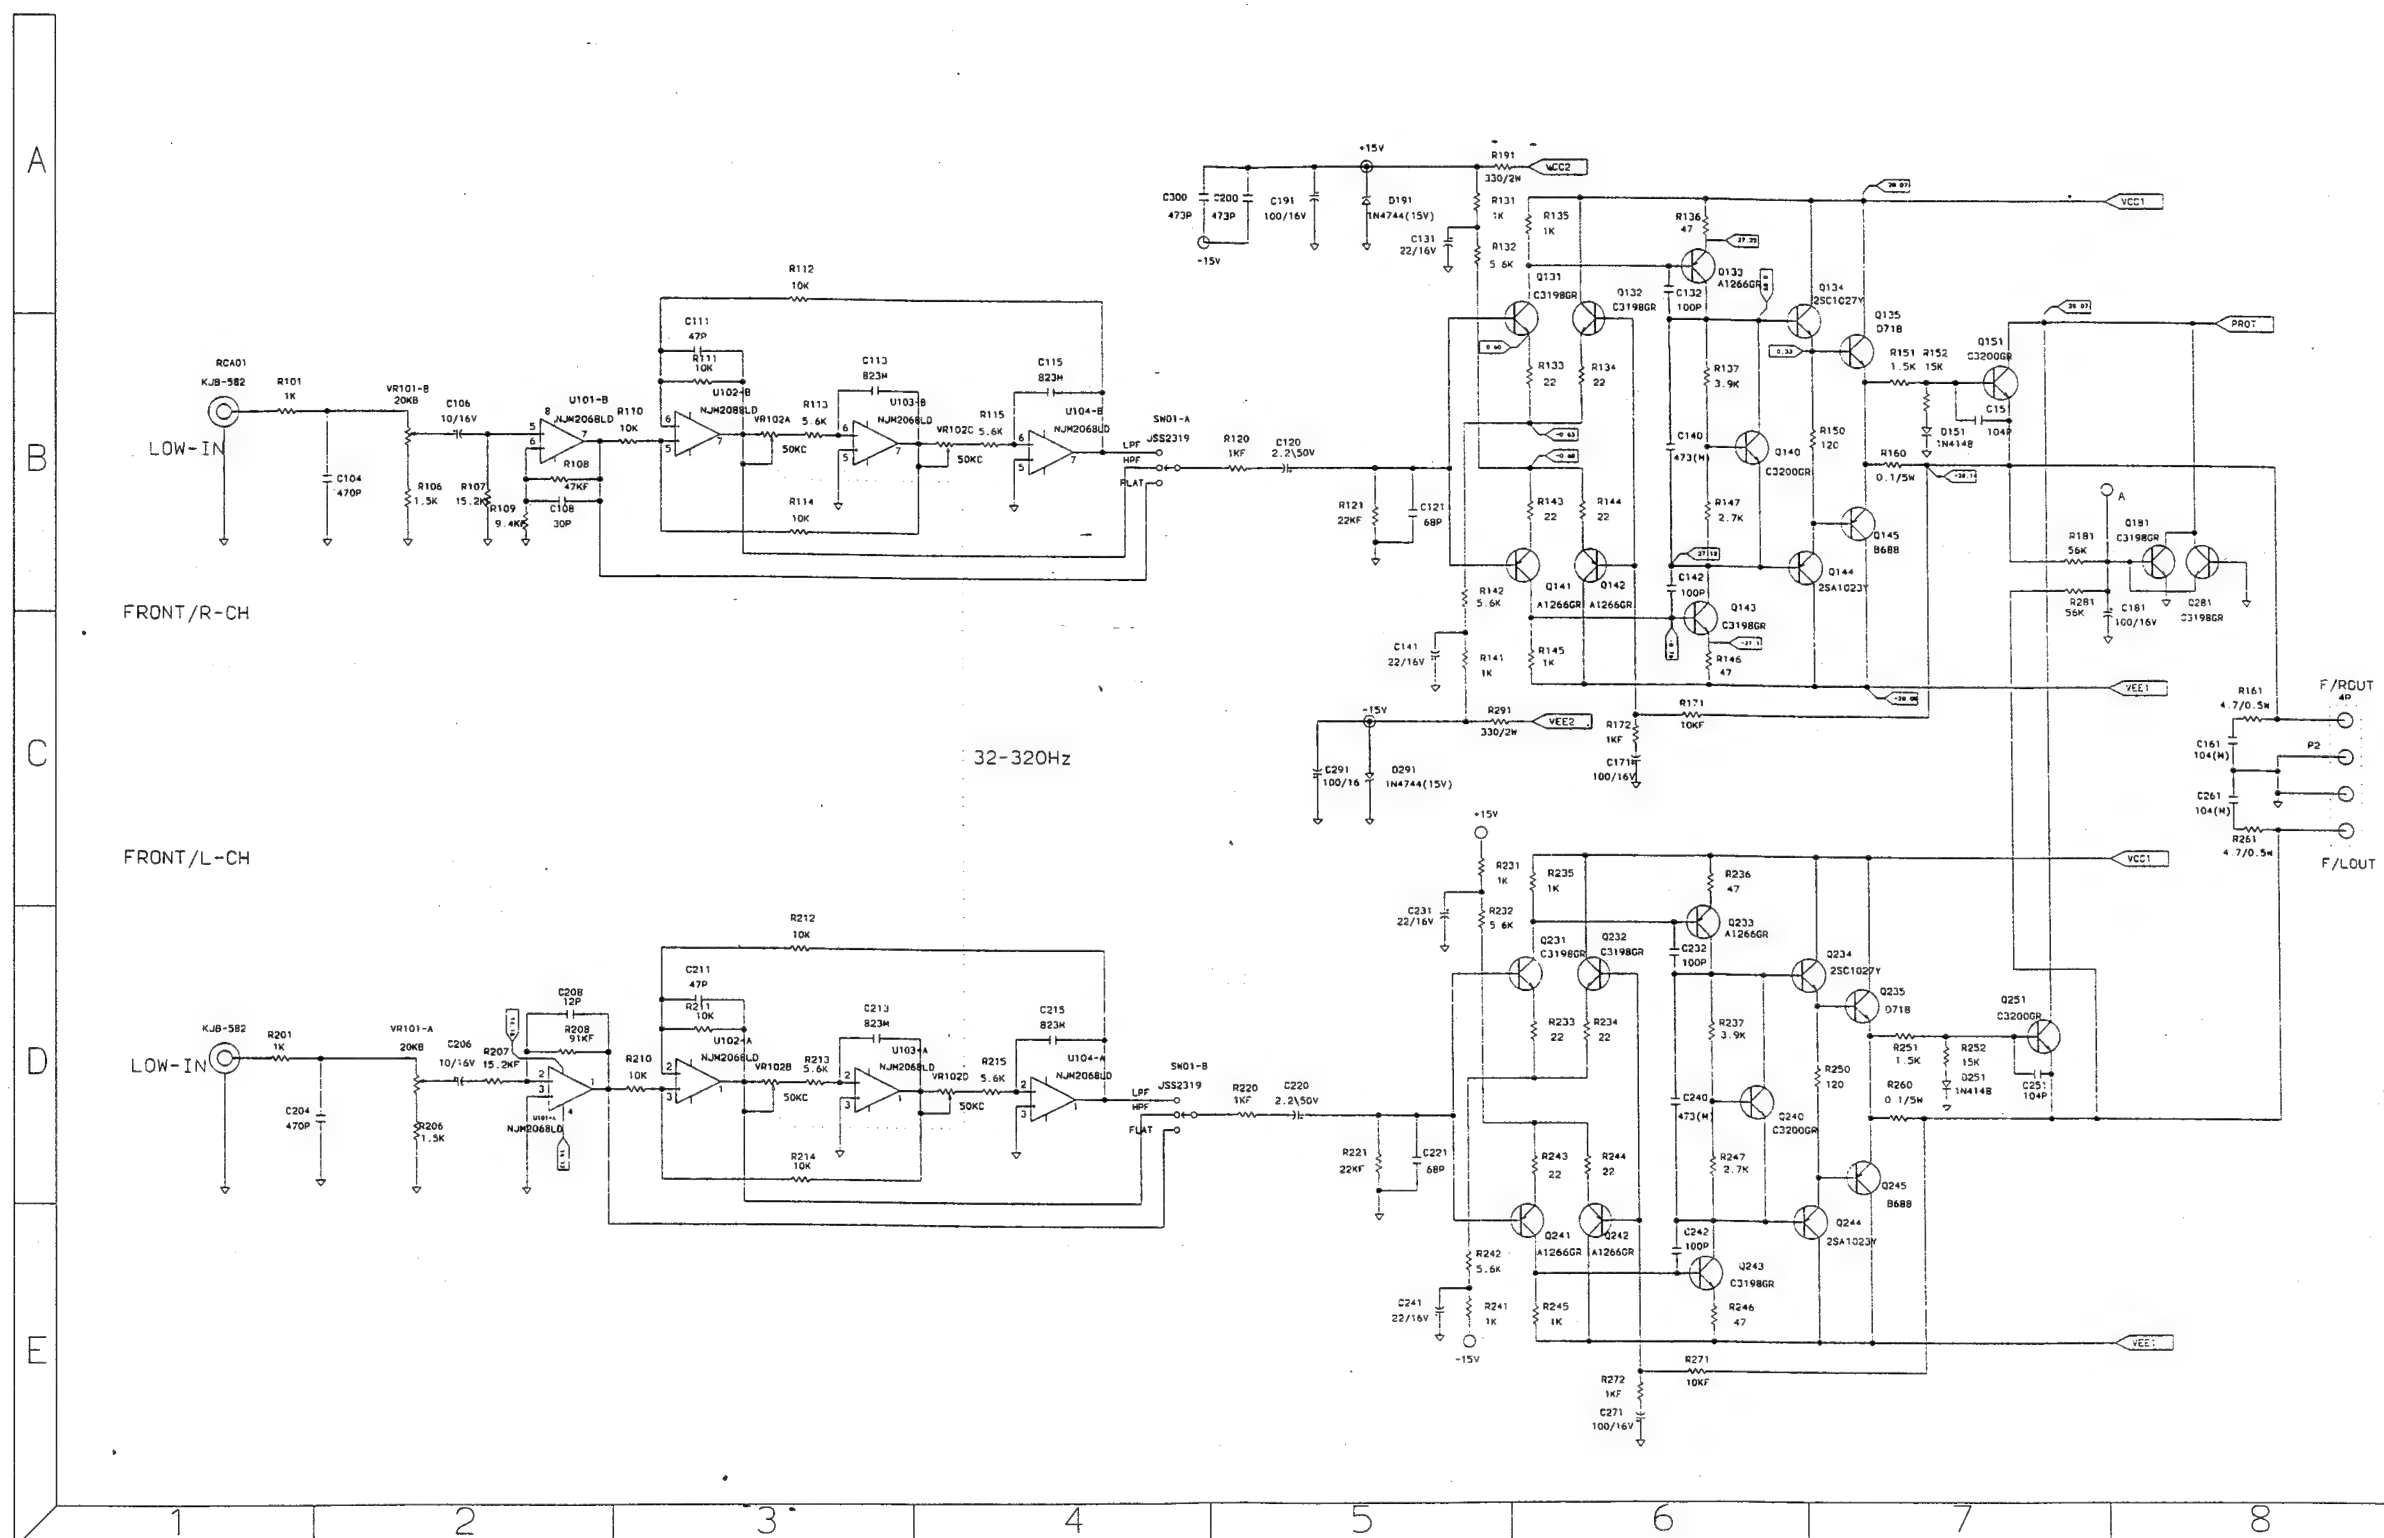 A
B
C
D
E
1
2
3
4
5
6
7
8
+15V
R191
330/2W
C300
473P
C200
473P
C191
100/16V
D191
1N4744(15V)
-15V
R131
1K
C131
22/16V
R132
5.6K
R135
1K
R136
47
VCC1
Q131
C3198GR
Q132
C3198GR
C132
100P
Q133
A1266GR
Q134
2SC1027Y
Q135
D718
PROT
R112
10K
C111
47P
R111
10K
U102-B
C113
823M
U103-B
NJM2068LD
C115
823M
U104-B
NJM2068LD
RCA01
KJB-582
R101
1K
VR101-B
20KB
C106
10/16V
U101-B
NJM2068LD
R110
10K
VR102A
50KC
R113
5.6K
VR102C
50KC
R115
5.6K
SW01-A
JSS2319
LPF
HPF
FLAT
R120
1KF
C120
2.2\50V
LOW-IN
C104
470P
R106
1.5K
R107
15.2K
R108
47KF
R109
C108
30P
R114
10K
R121
22KF
C121
68P
R133
22
R134
22
R137
3.9K
R151
1.5K
R152
15K
Q151
C3200GR
D151
1N4148
104P
C140
473(M)
Q140
C3200GR
R150
120
R160
0.1/5W
R143
22
R144
22
R147
2.7K
A
Q145
B688
R181
56K
Q181
C3198GR
R142
5.6K
Q141
A1266GR
Q142
A1266GR
C142
100P
Q144
2SA1023Y
R281
56K
C181
100/16V
C3198GR
FRONT/R-CH
C141
22/16V
R141
1K
R145
1K
Q143
C3198GR
R146
47
VEE1
-15V
R291
330/2W
VEE2
R172
1KF
R171
10KF
C171
100/16V
C291
100/16
D291
1N4744(15V)
32-320Hz
R161
4.7/0.5W
4P
P2
C161
104(M)
C261
104(M)
R261
4.7/0.5W
F/LOUT
FRONT/L-CH
+15V
R231
1K
C231
22/16V
R232
5.6K
R235
1K
R236
47
VCC1
Q231
C3198GR
Q232
C3198GR
C232
100P
Q233
A1266GR
Q234
2SC1027Y
Q235
D718
R212
10K
C211
47P
R211
10K
U102-A
NJM2068LD
C213
823M
U103-A
NJM2068LD
C215
823M
U104-A
NJM2068LD
KJB-582
R201
1K
VR101-A
20KB
C206
10/16V
R207
15.2KF
C208
12P
R208
91KF
R210
10K
NJM2068LD
VR102B
50KC
R213
5.6K
VR102D
50KC
R215
5.6K
SW01-B
JSS2319
LPF
HPF
FLAT
R220
1KF
C220
2.2\50V
LOW-IN
C204
470P
R206
1.5K
R214
10K
R221
22KF
C221
68P
R233
22
R234
22
R237
3.9K
R251
1.5K
R252
15K
Q251
C3200GR
D251
1N4148
C251
104P
C240
473(M)
Q240
C3200GR
R250
120
R260
0.1/5W
R243
22
R244
22
R247
2.7K
Q245
B688
R242
5.6K
Q241
A1266GR
Q242
A1266GR
C242
100P
Q244
2SA1023Y
Q243
C3198GR
C241
22/16V
R241
1K
R245
1K
R246
47
-15V
R272
1KF
R271
10KF
C271
100/16V